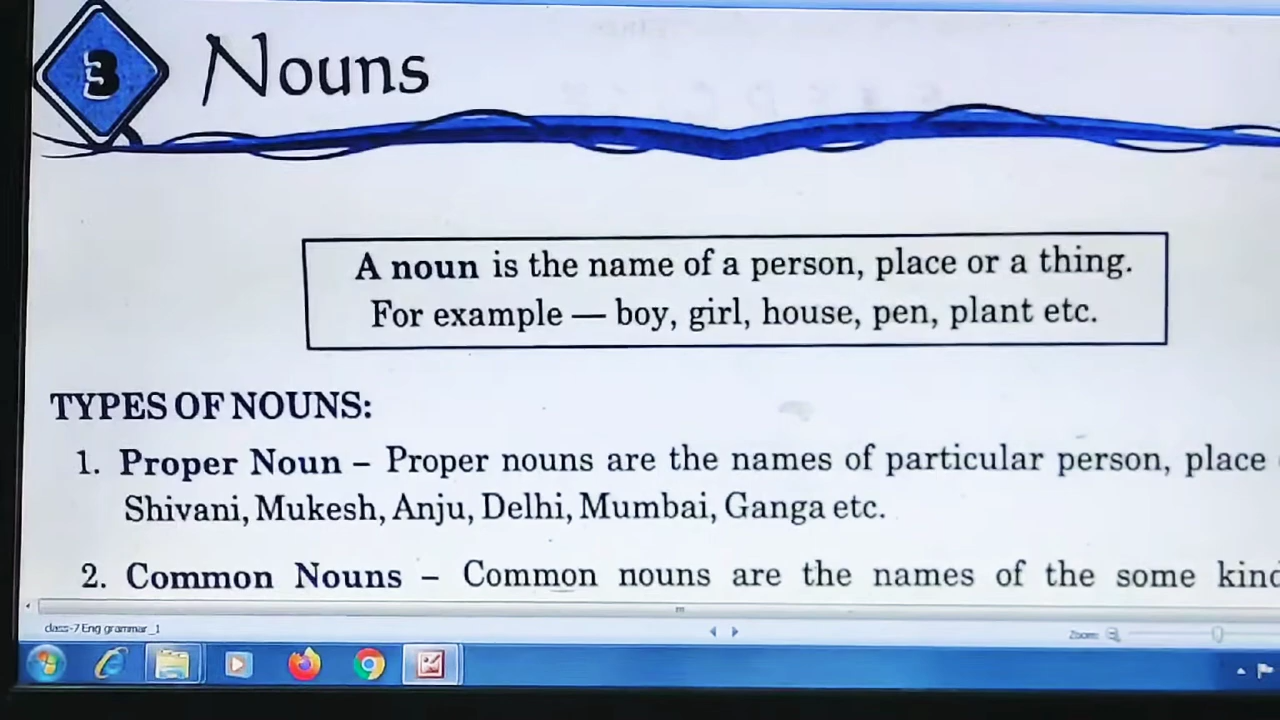 3 Nouns
A noun is the name of a person, place or a thing.
For example — boy, girl, house, pen, plant etc.
TYPES OF NOUNS:
1. Proper Noun – Proper nouns are the names of particular person, place
Shivani, Mukesh, Anju, Delhi, Mumbai, Ganga etc.
2. Common Nouns – Common nouns are the names of the some kind
class-7 Eng grammar_1
Zoom: